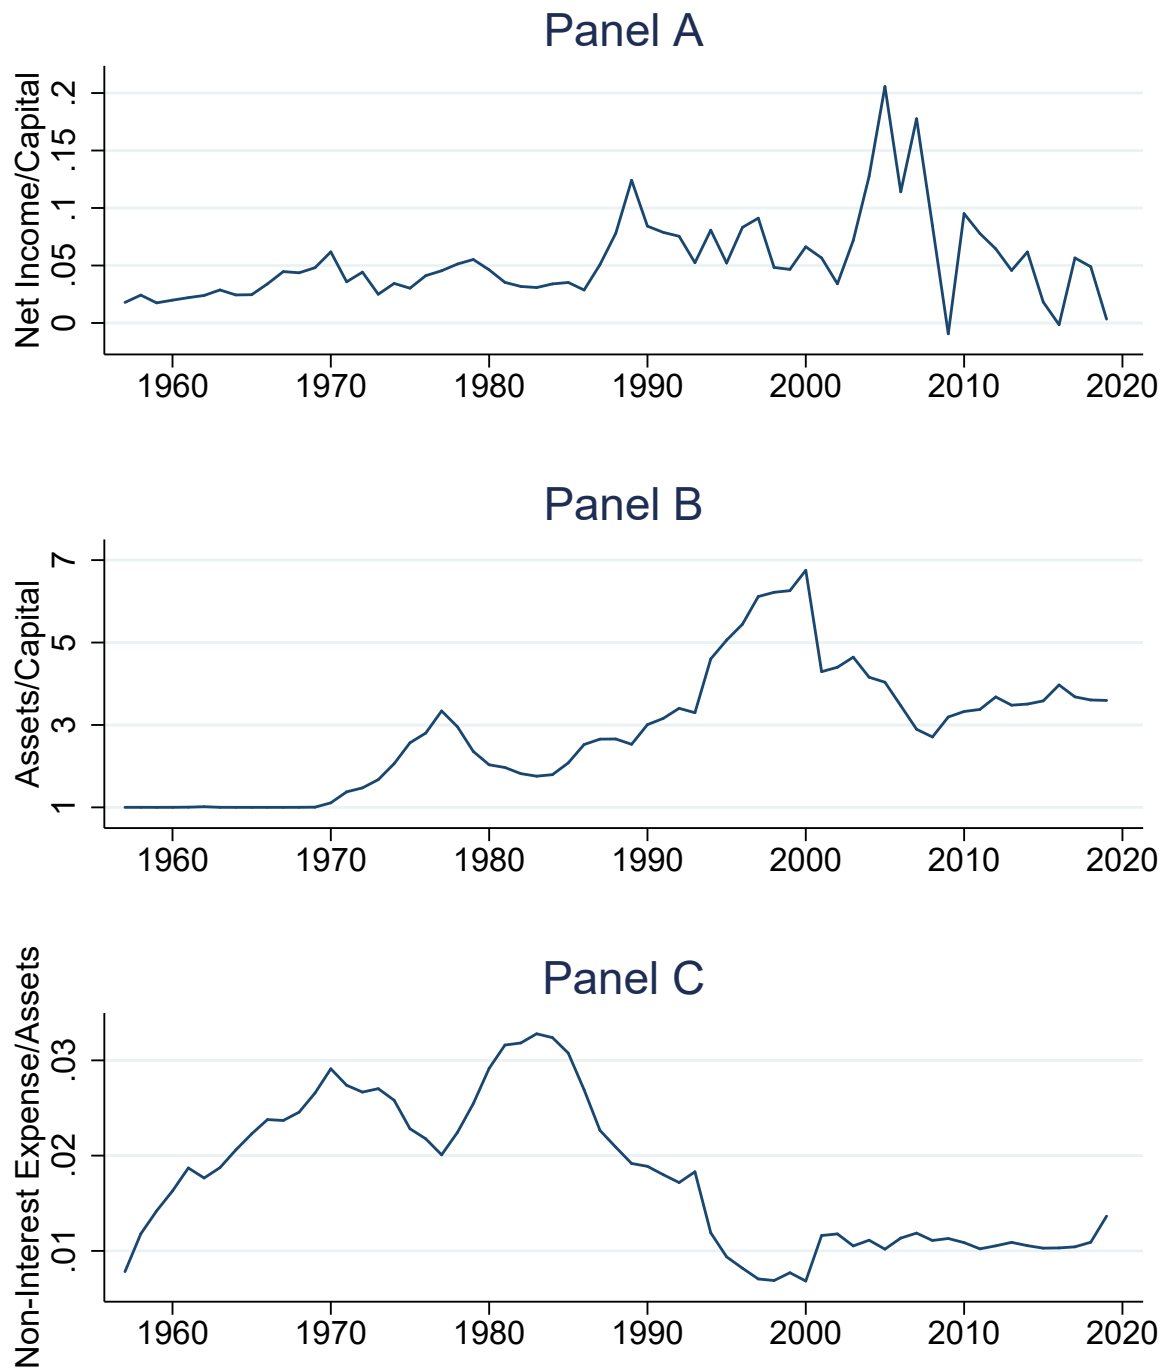 Panel A
Net Income/Capital
.2
.15
.1
.05
0
1960 1970 1980 1990 2000 2010 2020
Panel B
Assets/Capital
7
5
3
1
1960 1970 1980 1990 2000 2010 2020
Panel C
Non-Interest Expense/Assets
.03
.02
.01
1960 1970 1980 1990 2000 2010 2020